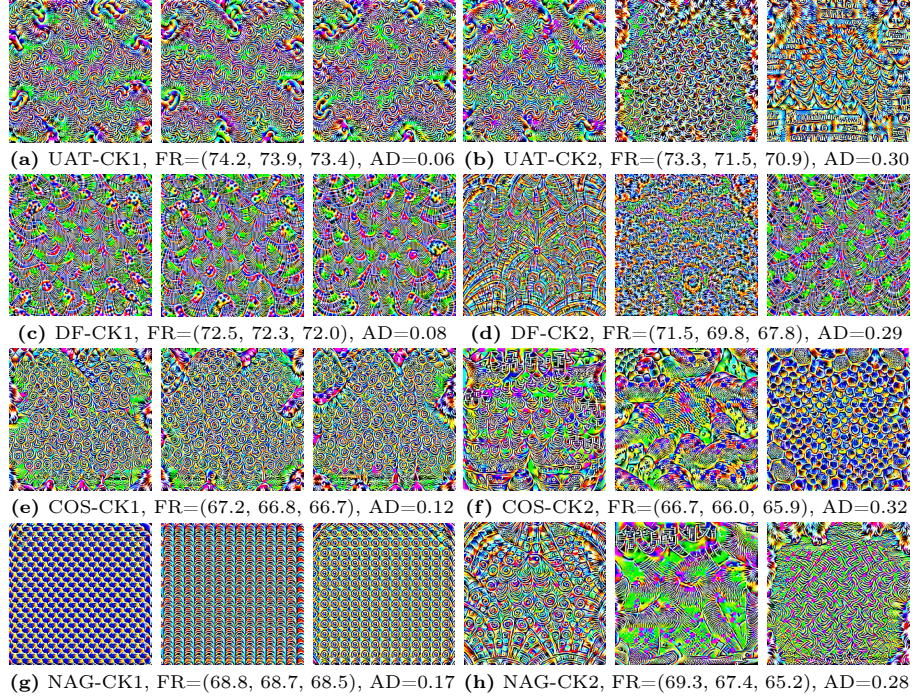 (a) UAT-CK1, FR=(74.2, 73.9, 73.4), AD=0.06 (b) UAT-CK2, FR=(73.3, 71.5, 70.9), AD=0.30
(c) DF-CK1, FR=(72.5, 72.3, 72.0), AD=0.08 (d) DF-CK2, FR=(71.5, 69.8, 67.8), AD=0.29
(e) COS-CK1, FR=(67.2, 66.8, 66.7), AD=0.12 (f) COS-CK2, FR=(66.7, 66.0, 65.9), AD=0.32
(g) NAG-CK1, FR=(68.8, 68.7, 68.5), AD=0.17 (h) NAG-CK2, FR=(69.3, 67.4, 65.2), AD=0.28